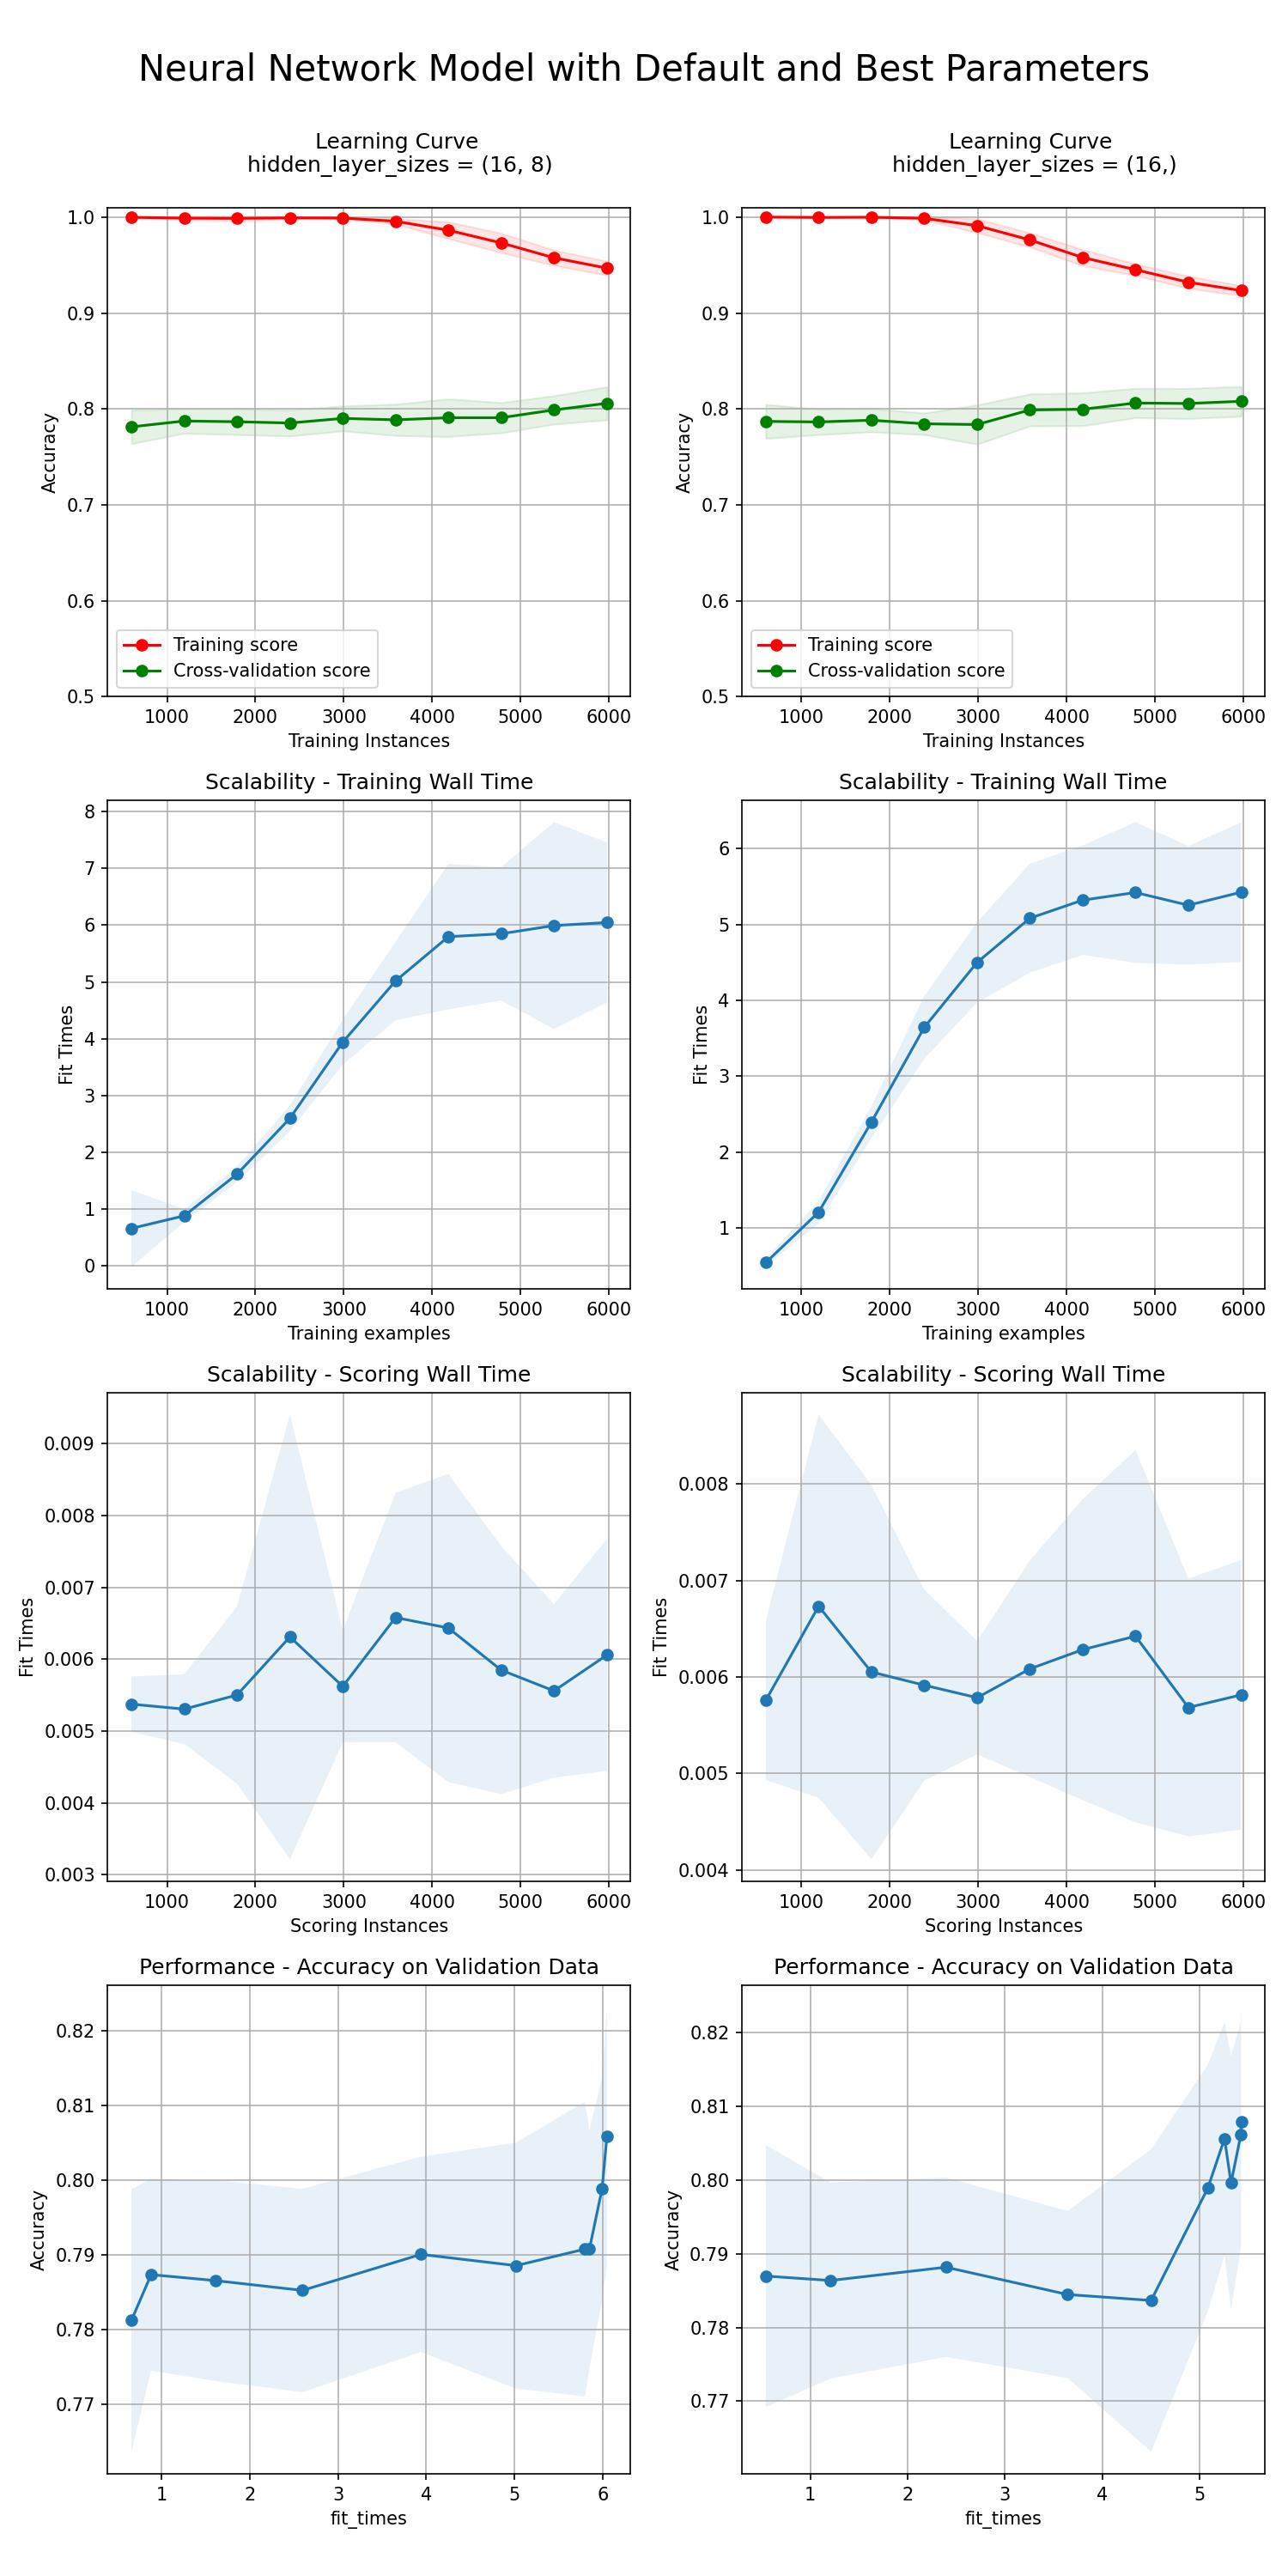 Neural Network Model with Default and Best Parameters
Learning Curve
hidden_layer_sizes = (16, 8)
1.0
0.9
0.8
0.7
0.6
0.5
Accuracy
Training score
Cross-validation score
1000 2000 3000 4000 5000 6000
Training Instances
Learning Curve
hidden_layer_sizes = (16,)
1.0
0.9
0.8
0.7
0.6
0.5
Accuracy
Training score
Cross-validation score
1000 2000 3000 4000 5000 6000
Training Instances
Scalability - Training Wall Time
8
7
6
5
4
3
2
1
0
Fit Times
1000 2000 3000 4000 5000 6000
Training examples
Scalability - Training Wall Time
6
5
4
3
2
1
Fit Times
1000 2000 3000 4000 5000 6000
Training examples
Scalability - Scoring Wall Time
0.009
0.008
0.007
0.006
0.005
0.004
0.003
Fit Times
1000 2000 3000 4000 5000 6000
Scoring Instances
Scalability - Scoring Wall Time
0.008
0.007
0.006
0.005
0.004
Fit Times
1000 2000 3000 4000 5000 6000
Scoring Instances
Performance - Accuracy on Validation Data
0.82
0.81
0.80
0.79
0.78
0.77
Accuracy
1 2 3 4 5 6
fit_times
Performance - Accuracy on Validation Data
0.82
0.81
0.80
0.79
0.78
0.77
Accuracy
1 2 3 4 5
fit_times